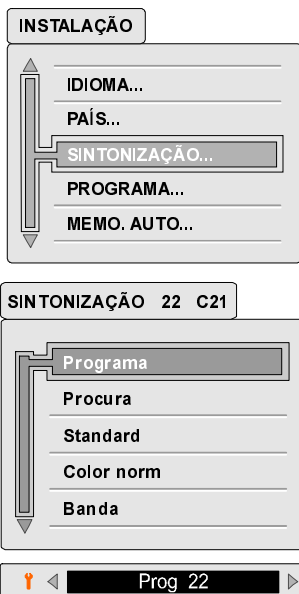 INSTALAÇÃO
IDIOMA...
PAÍS...
SINTONIZAÇÃO...
PROGRAMA...
MEMO. AUTO...
SINTONIZAÇÃO 22 C21
Programa
Procura
Standard
Color norm
Banda
Prog 22